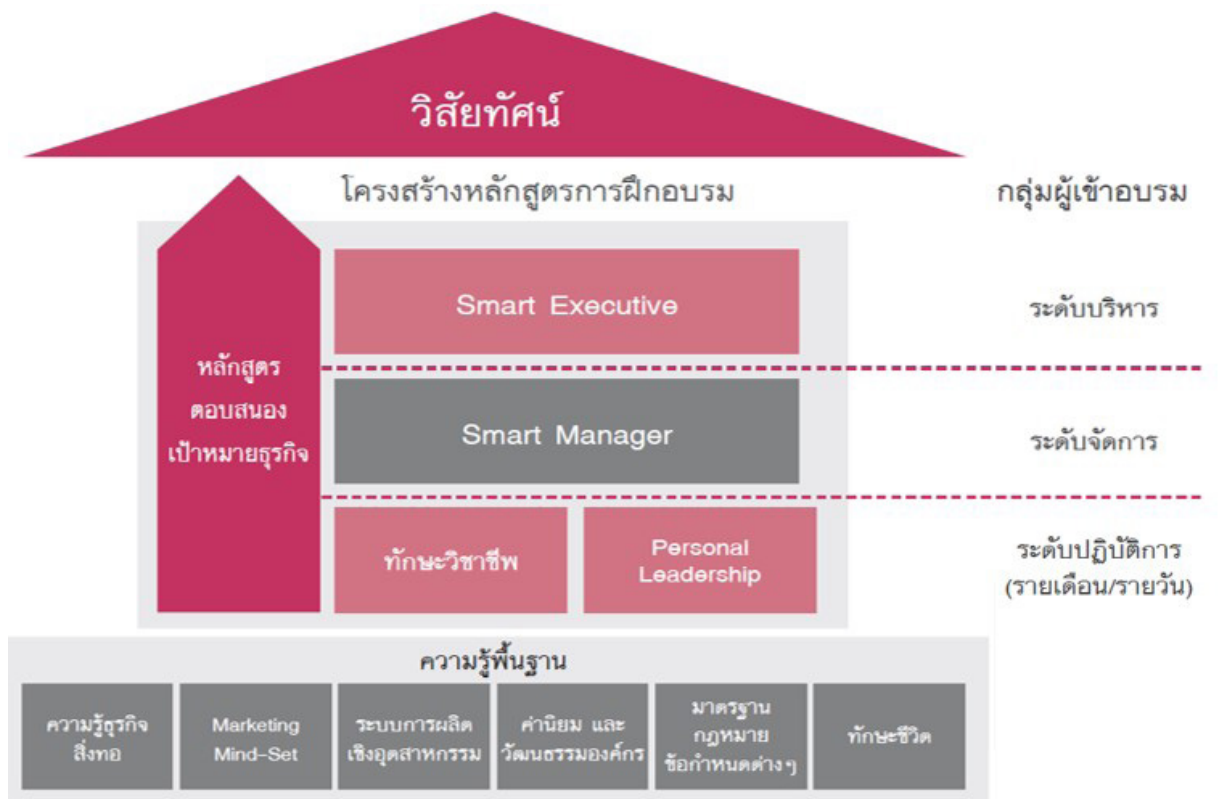 วิสัยทัศน์
โครงสร้างหลักสูตรการฝึกอบรม
กลุ่มผู้เข้าอบรม
หลักสูตร
ตอบสนอง
เป้าหมายธุรกิจ
Smart Executive
ระดับบริหาร
Smart Manager
ระดับจัดการ
ทักษะวิชาชีพ
Personal
Leadership
ระดับปฏิบัติการ
(รายเดือน/รายวัน)
ความรู้พื้นฐาน
ความรู้ธุรกิจ
สิ่งทอ
Marketing
Mind-Set
ระบบการผลิต
เชิงอุตสาหกรรม
ค่านิยม และ
วัฒนธรรมองค์กร
มาตรฐาน
กฎหมาย
ข้อกำหนดต่างๆ
ทักษะชีวิต